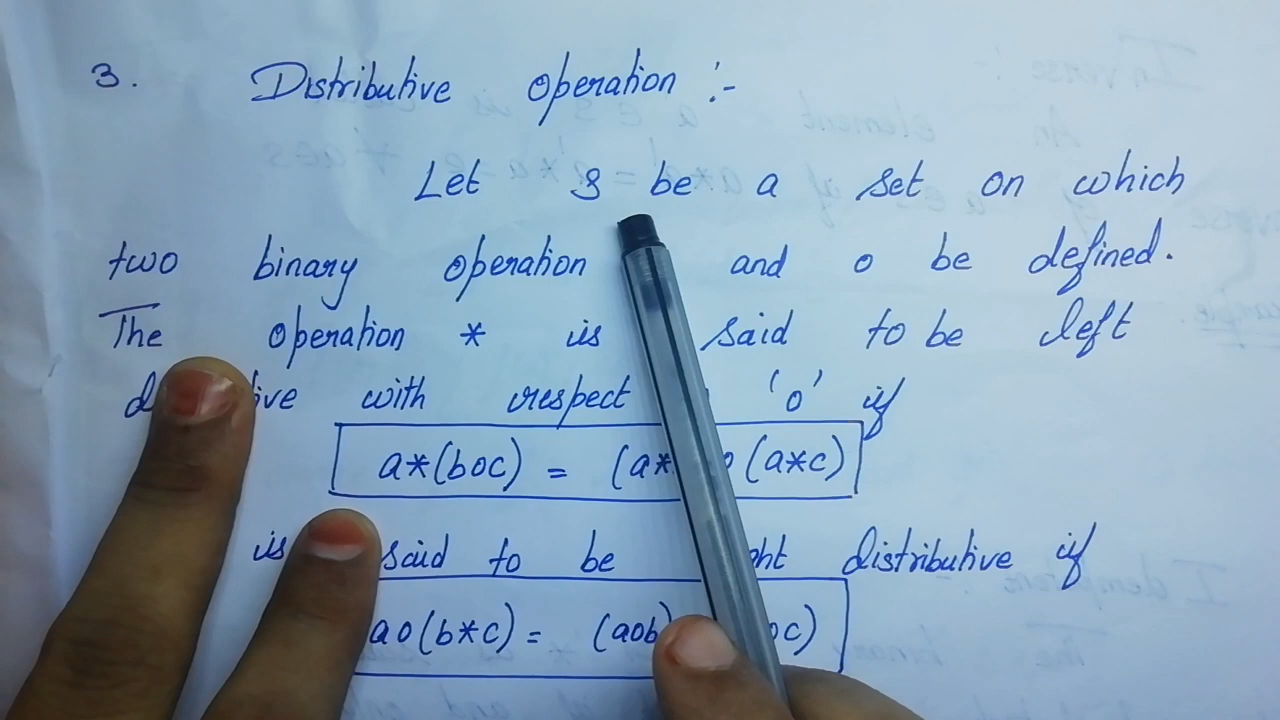 3. Distributive operation :-
Let S be a set on which
two binary operation and o be defined.
The operation * is said to be left
with respect 'o' if
a*(boc) = (a* o (a*c)
is said to be distributive if
ao(b*c) = (aob) oc)